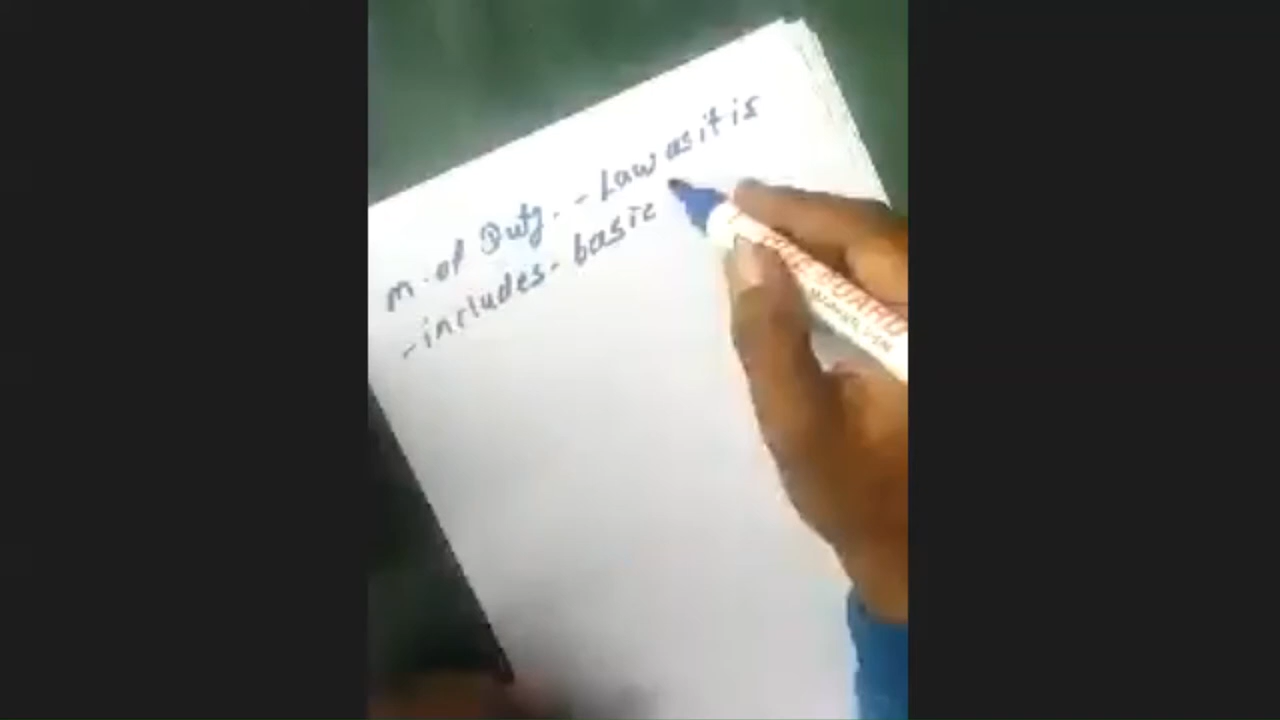 m. of Duty. - Law as it is
- includes - basic